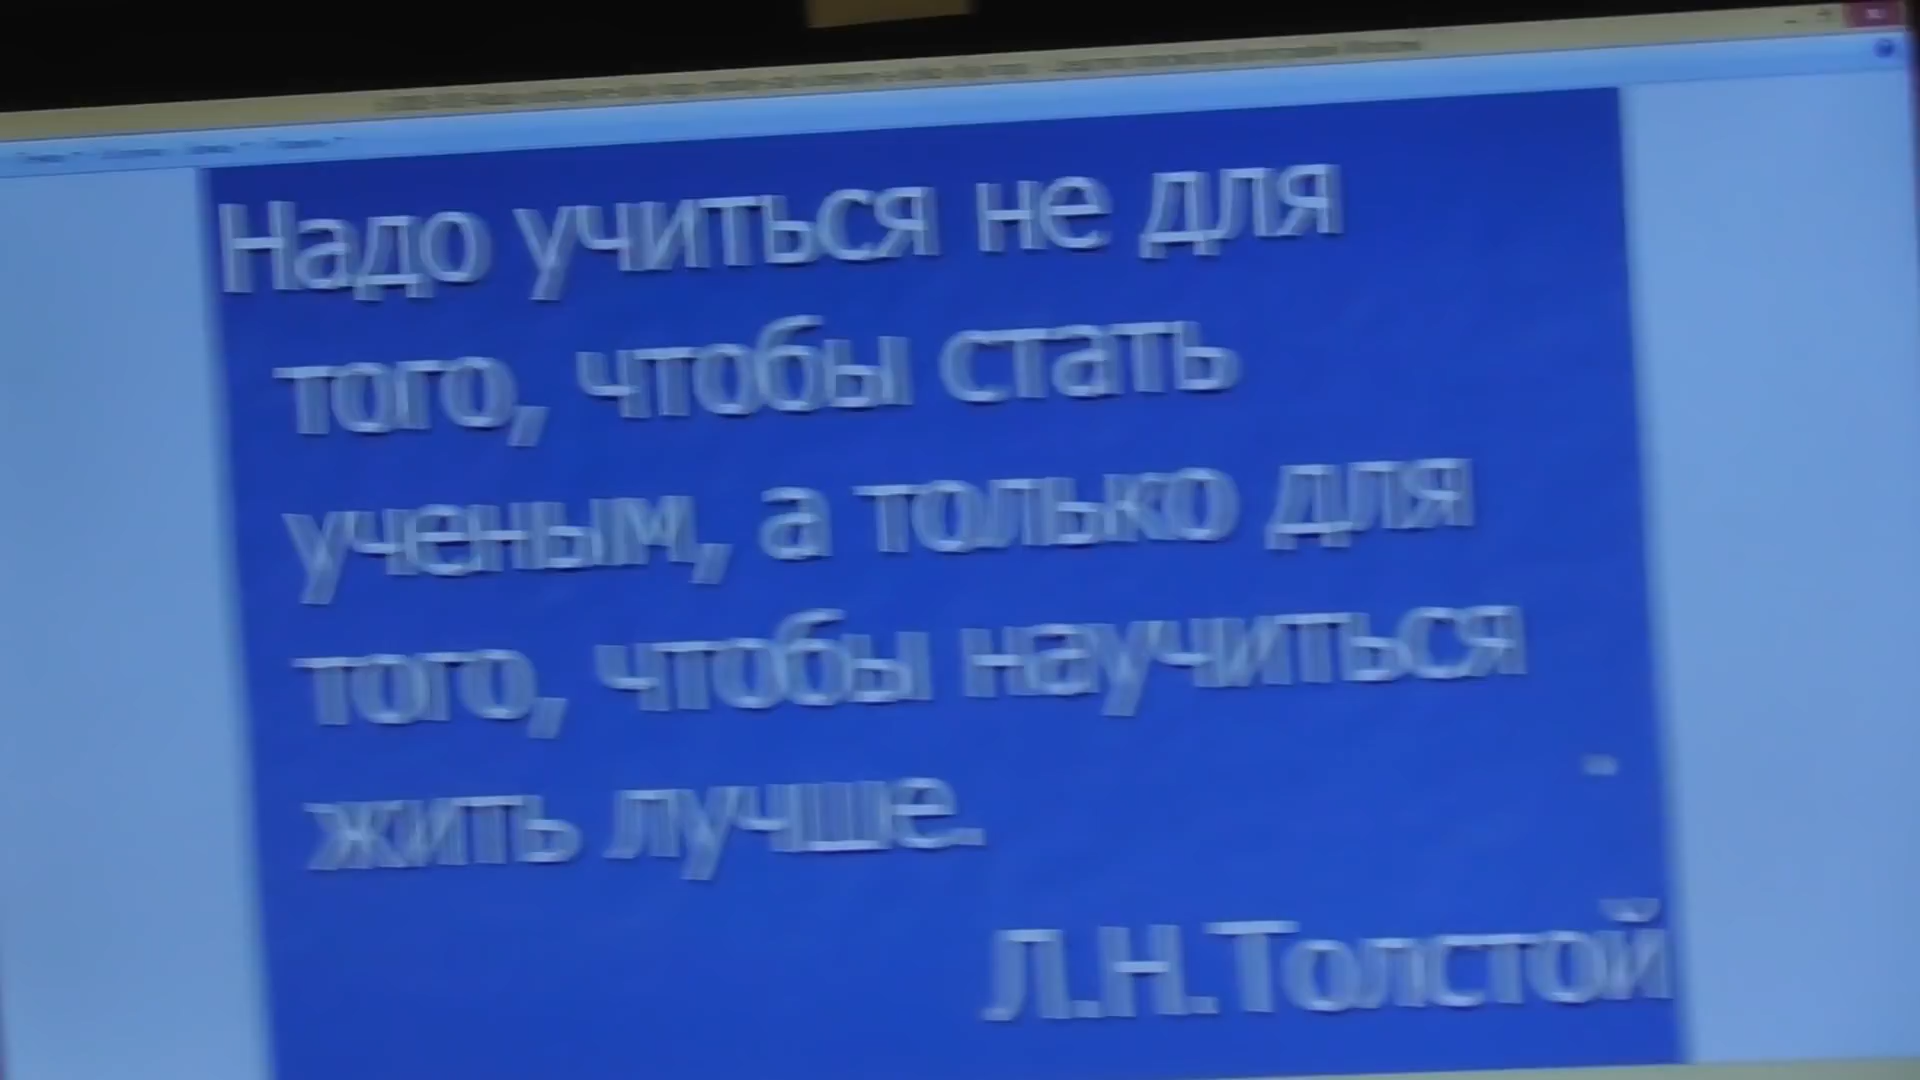 Надо учиться не для
того, чтобы стать
ученым, а только для
того, чтобы научиться
жить лучше.
Л.Н.Толстой